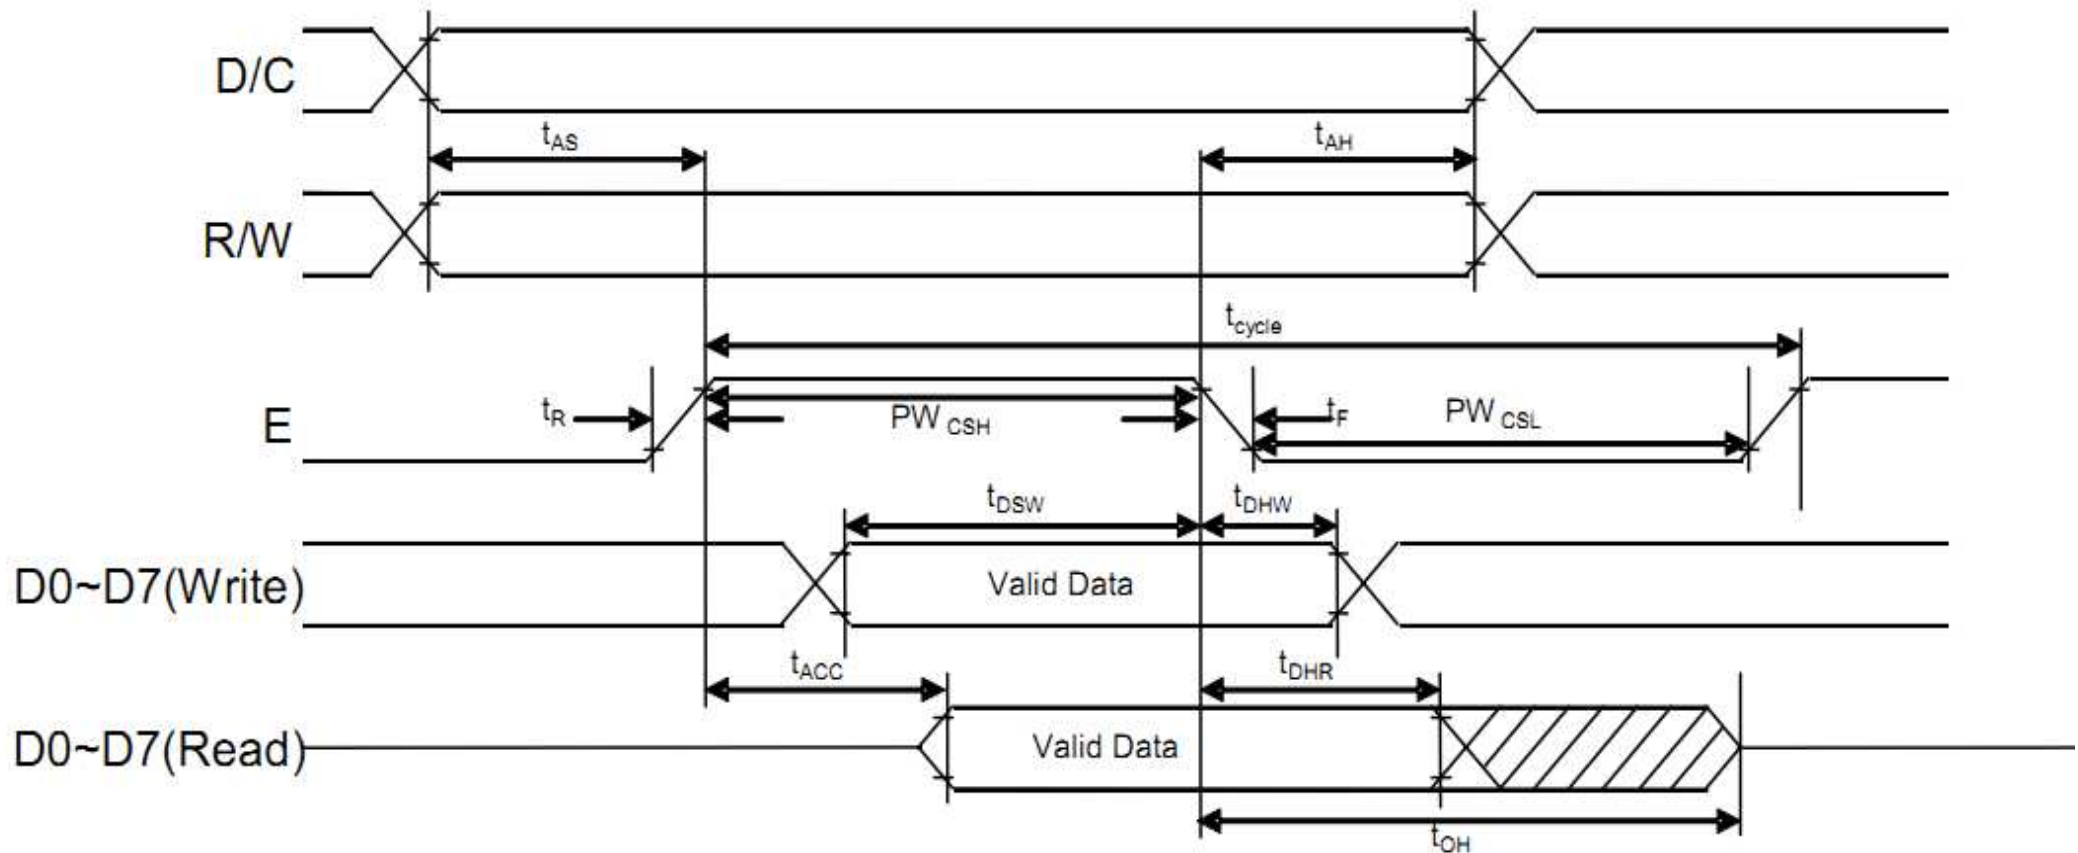 D/C
tAS
tAH
R/W
tcycle
E
tR
PW CSH
tF
PW CSL
tDSW
tDHW
D0~D7(Write)
Valid Data
tACC
tDHR
D0~D7(Read)
Valid Data
tOH